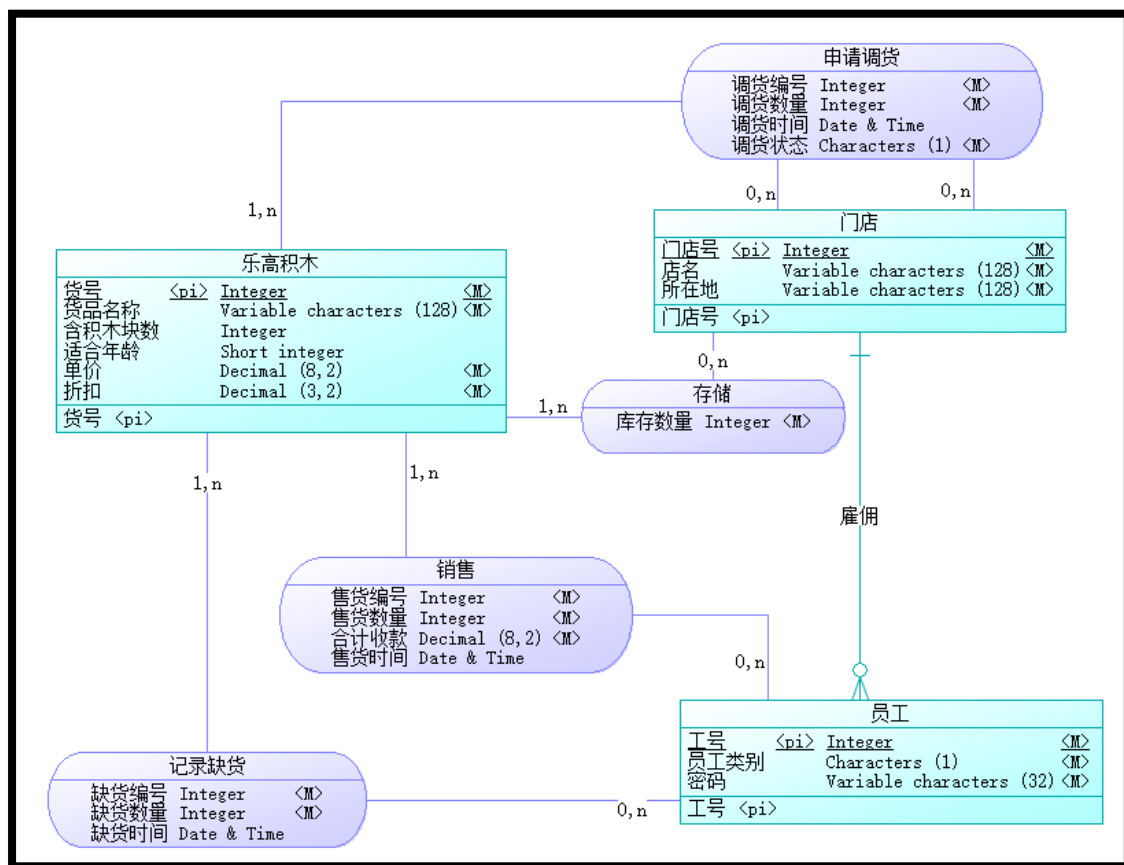 申请调货
调货编号 Integer <M>
调货数量 Integer <M>
调货时间 Date & Time
调货状态 Characters (1) <M>
0,n
0,n
1,n
门店
门店号 <pi> Integer <M>
店名 Variable characters (128) <M>
所在地 Variable characters (128) <M>
门店号 <pi>
乐高积木
货号 <pi> Integer <M>
货品名称 Variable characters (128) <M>
含积木块数 Integer
适合年龄 Short integer
单价 Decimal (8,2) <M>
折扣 Decimal (3,2) <M>
货号 <pi>
0,n
1,n
存储
库存数量 Integer <M>
1,n
1,n
雇佣
销售
售货编号 Integer <M>
售货数量 Integer <M>
合计收款 Decimal (8,2) <M>
售货时间 Date & Time
0,n
员工
工号 <pi> Integer <M>
员工类别 Characters (1) <M>
密码 Variable characters (32) <M>
工号 <pi>
记录缺货
缺货编号 Integer <M>
缺货数量 Integer <M>
缺货时间 Date & Time
0,n